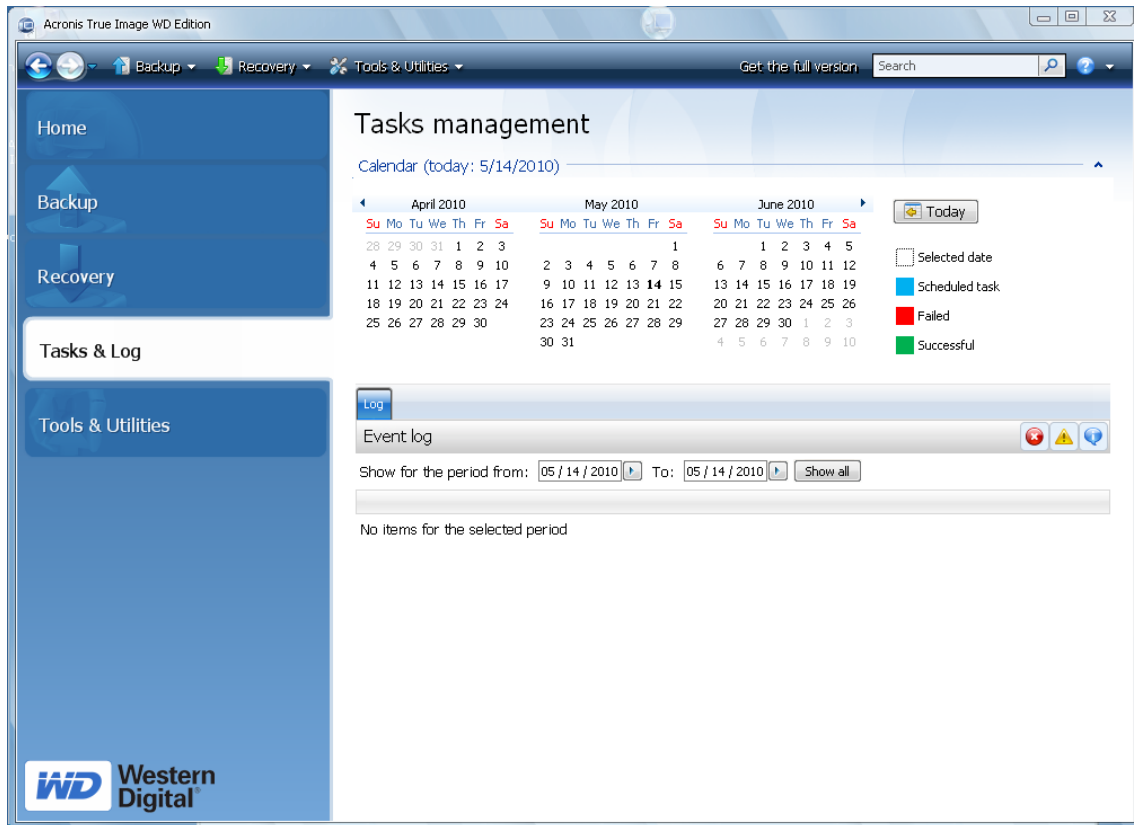 Acronis True Image WD Edition
Backup Recovery Tools & Utilities Get the full version Search
Home
Backup
Recovery
Tasks & Log
Tools & Utilities
Tasks management
Calendar (today: 5/14/2010)
April 2010 May 2010 June 2010
Su Mo Tu We Th Fr Sa Su Mo Tu We Th Fr Sa Su Mo Tu We Th Fr Sa
28 29 30 31 1 2 3 1 1 2 3 4 5
4 5 6 7 8 9 10 2 3 4 5 6 7 8 6 7 8 9 10 11 12
11 12 13 14 15 16 17 9 10 11 12 13 14 15 13 14 15 16 17 18 19
18 19 20 21 22 23 24 16 17 18 19 20 21 22 20 21 22 23 24 25 26
25 26 27 28 29 30 23 24 25 26 27 28 29 27 28 29 30 1 2 3
30 31 4 5 6 7 8 9 10
Today
Selected date
Scheduled task
Failed
Successful
Log
Event log
Show for the period from: 05 / 14 / 2010 To: 05 / 14 / 2010 Show all
No items for the selected period
WD Western
Digital®